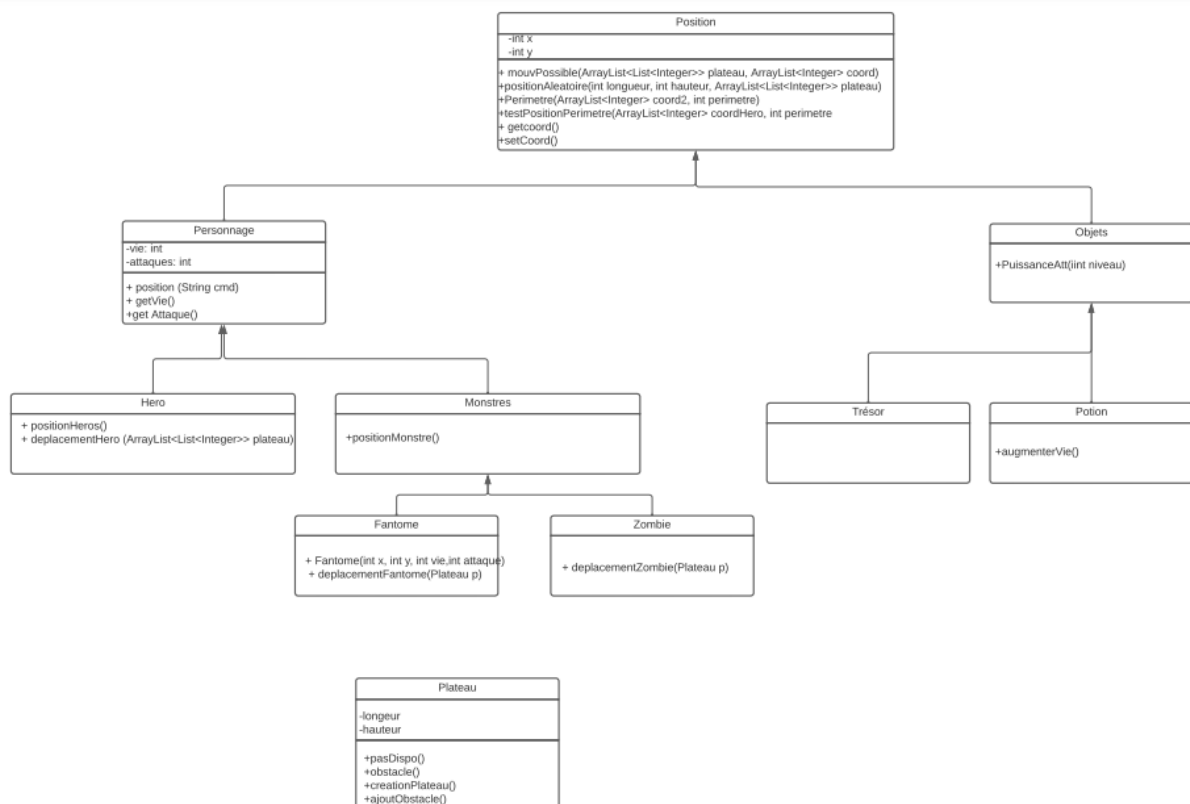 Position
-int x
-int y
+ mouvPossible(ArrayList<List<Integer>> plateau, ArrayList<Integer> coord)
+positionAleatoire(int longueur, int hauteur, ArrayList<List<Integer>> plateau)
+Perimetre(ArrayList<Integer> coord2, int perimetre)
+testPositionPerimetre(ArrayList<Integer> coordHero, int perimetre
+ getcoord()
+setCoord()
Personnage
-vie: int
-attaques: int
+ position (String cmd)
+ getVie()
+get Attaque()
Objets
+PuissanceAtt(iint niveau)
Hero
+ positionHeros()
+ deplacementHero (ArrayList<List<Integer>> plateau)
Monstres
+positionMonstre()
Trésor
Potion
+augmenterVie()
Fantome
+ Fantome(int x, int y, int vie,int attaque)
+ deplacementFantome(Plateau p)
Zombie
+ deplacementZombie(Plateau p)
Plateau
-longeur
-hauteur
+pasDispo()
+obstacle()
+creationPlateau()
+ajoutObstacle()